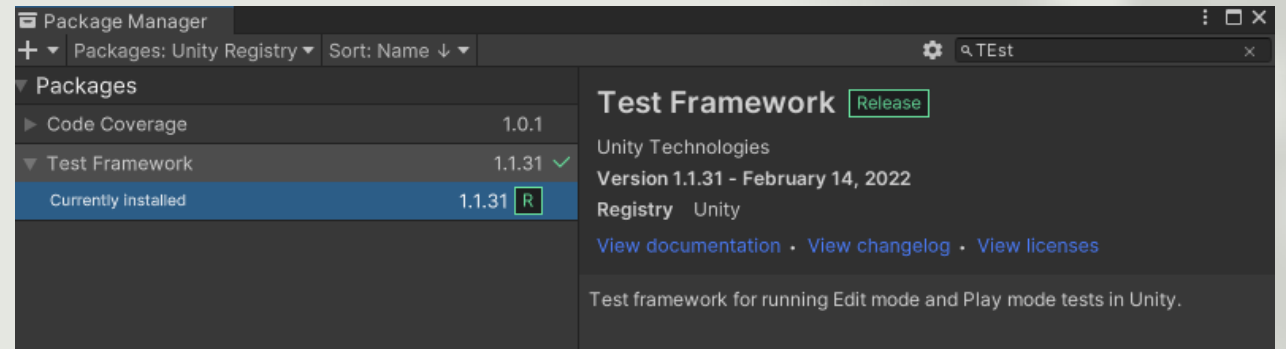 Package Manager
Packages: Unity Registry Sort: Name ↓ TEst
Packages
Code Coverage 1.0.1
Test Framework 1.1.31
Currently installed 1.1.31 R
Test Framework Release
Unity Technologies
Version 1.1.31 - February 14, 2022
Registry Unity
View documentation • View changelog • View licenses
Test framework for running Edit mode and Play mode tests in Unity.